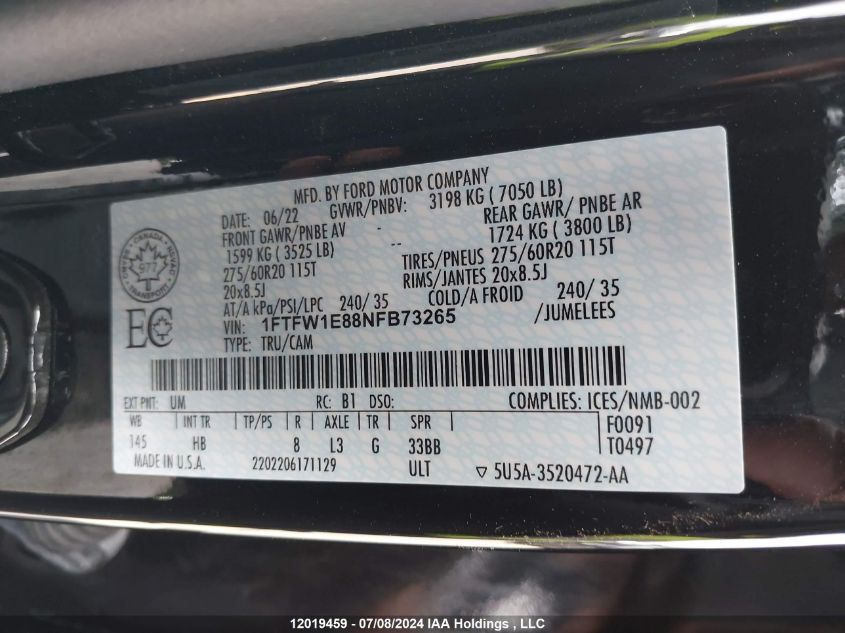 MFD. BY FORD MOTOR COMPANY
DATE: 06/22 GVWR/PNBV: 3198 KG ( 7050 LB)
FRONT GAWR/PNBE AV - REAR GAWR/ PNBE AR
1599 KG ( 3525 LB) -- 1724 KG ( 3800 LB)
275/60R20 115T TIRES/PNEUS 275/60R20 115T
20x8.5J RIMS/JANTES 20x8.5J
AT/A kPa/PSI/LPC 240/ 35 COLD/A FROID 240/ 35
VIN: 1FTFW1E88NFB73265 /JUMELEES
TYPE: TRU/CAM
CANADA
977
TRANSPORT
EC
EXT PNT: UM RC: B1 DSO: COMPLIES: ICES/NMB-002
WB INT TR TP/PS R AXLE TR SPR F0091
145 HB 8 L3 G 33BB T0497
MADE IN U.S.A. 2202206171129 ULT ▽ 5U5A-3520472-AA
12019459 - 07/08/2024 IAA Holdings , LLC